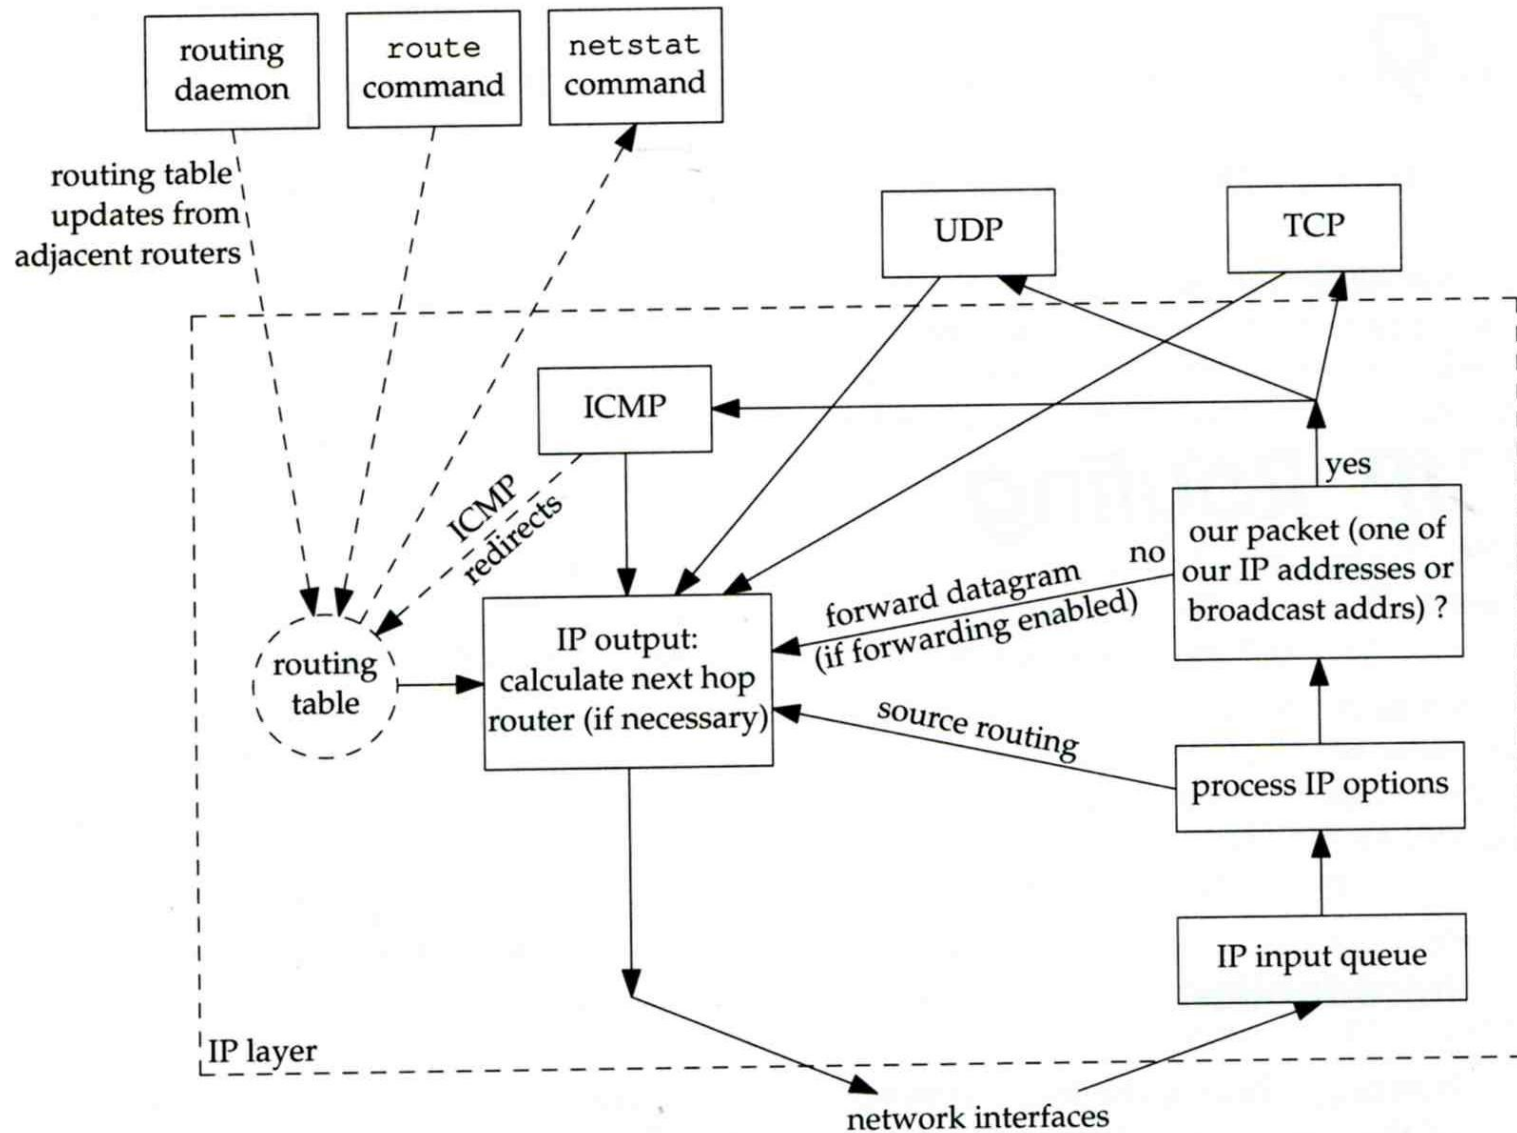 routing
daemon
route
command
netstat
command
routing table
updates from
adjacent routers
UDP
TCP
ICMP
yes
ICMP
redirects
our packet (one of
our IP addresses or
broadcast addrs) ?
no
forward datagram
(if forwarding enabled)
IP output:
calculate next hop
router (if necessary)
routing
table
source routing
process IP options
IP input queue
IP layer
network interfaces